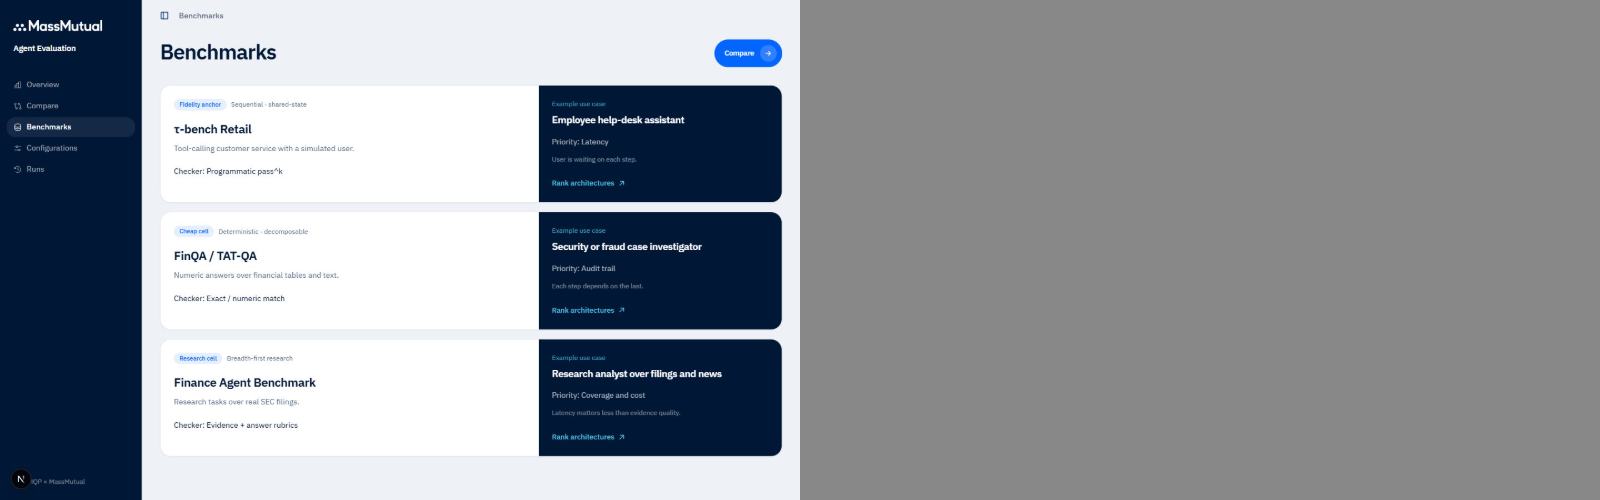 MassMutual
Agent Evaluation
Overview
Compare
Benchmarks
Configurations
Runs
N
IQP × MassMutual
Benchmarks
Benchmarks
Compare
Fidelity anchor
Sequential · shared-state
τ-bench Retail
Tool-calling customer service with a simulated user.
Checker: Programmatic pass^k
Example use case
Employee help-desk assistant
Priority: Latency
User is waiting on each step.
Rank architectures
Cheap cell
Deterministic · decomposable
FinQA / TAT-QA
Numeric answers over financial tables and text.
Checker: Exact / numeric match
Example use case
Security or fraud case investigator
Priority: Audit trail
Each step depends on the last.
Rank architectures
Research cell
Breadth-first research
Finance Agent Benchmark
Research tasks over real SEC filings.
Checker: Evidence + answer rubrics
Example use case
Research analyst over filings and news
Priority: Coverage and cost
Latency matters less than evidence quality.
Rank architectures